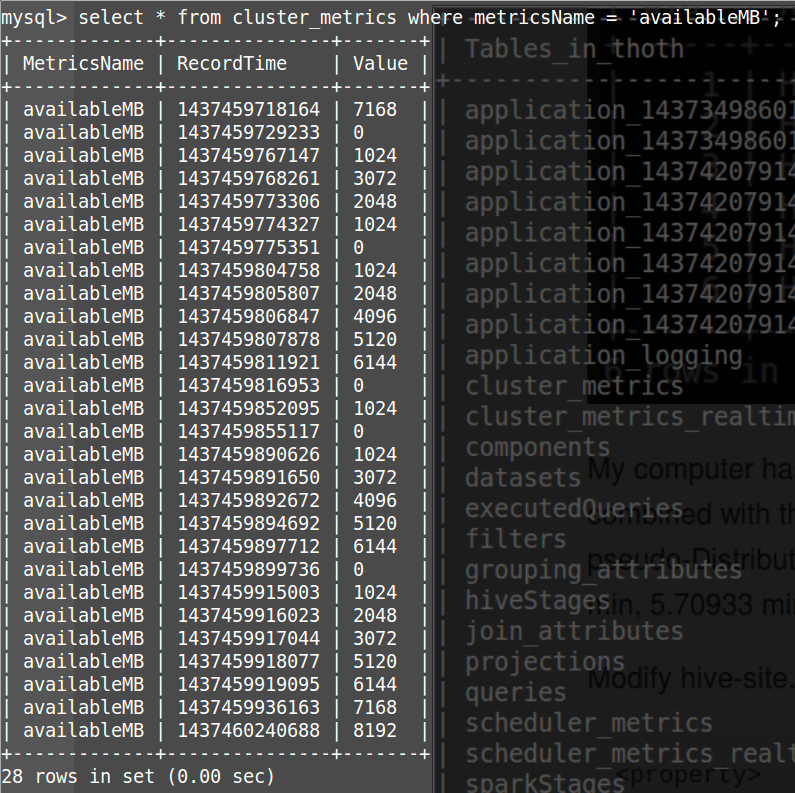 mysql> select * from cluster_metrics where metricsName = 'availableMB';
+-------------+---------------+-------+
| MetricsName | RecordTime | Value |
+-------------+---------------+-------+
| availableMB | 1437459718164 | 7168 |
| availableMB | 1437459729233 | 0 |
| availableMB | 1437459767147 | 1024 |
| availableMB | 1437459768261 | 3072 |
| availableMB | 1437459773306 | 2048 |
| availableMB | 1437459774327 | 1024 |
| availableMB | 1437459775351 | 0 |
| availableMB | 1437459804758 | 1024 |
| availableMB | 1437459805807 | 2048 |
| availableMB | 1437459806847 | 4096 |
| availableMB | 1437459807878 | 5120 |
| availableMB | 1437459811921 | 6144 |
| availableMB | 1437459816953 | 0 |
| availableMB | 1437459852095 | 1024 |
| availableMB | 1437459855117 | 0 |
| availableMB | 1437459890626 | 1024 |
| availableMB | 1437459891650 | 3072 |
| availableMB | 1437459892672 | 4096 |
| availableMB | 1437459894692 | 5120 |
| availableMB | 1437459897712 | 6144 |
| availableMB | 1437459899736 | 0 |
| availableMB | 1437459915003 | 1024 |
| availableMB | 1437459916023 | 2048 |
| availableMB | 1437459917044 | 3072 |
| availableMB | 1437459918077 | 5120 |
| availableMB | 1437459919095 | 6144 |
| availableMB | 1437459936163 | 7168 |
| availableMB | 1437460240688 | 8192 |
+-------------+---------------+-------+
28 rows in set (0.00 sec)
| Tables_in_thoth
| application_14373498601
| application_14373498601
| application_14374207914
| application_14374207914
| application_14374207914
| application_14374207914
| application_14374207914
| application_14374207914
| application_logging
| cluster_metrics
| cluster_metrics_realtim
| components
| datasets
| executedQueries
| filters
| grouping_attributes
| hiveStages
| join_attributes
| projections
| queries
| scheduler_metrics
| scheduler_metrics_realt
| sparkStages
6 rows in
My computer ha
combined with th
pseudo-Distribut
min, 5.70933 mi
Modify hive-site.
<property>